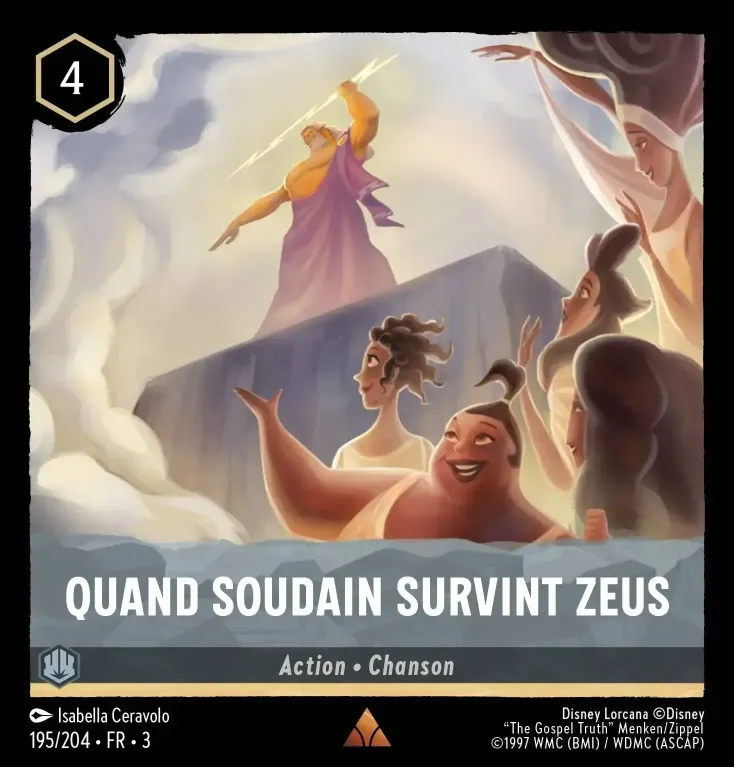 4
QUAND SOUDAIN SURVINT ZEUS
Action • Chanson
Isabella Ceravolo
195/204 • FR • 3
Disney Lorcana ©Disney
“The Gospel Truth” Menken/Zippel
©1997 WMC (BMI) / WDMC (ASCAP)